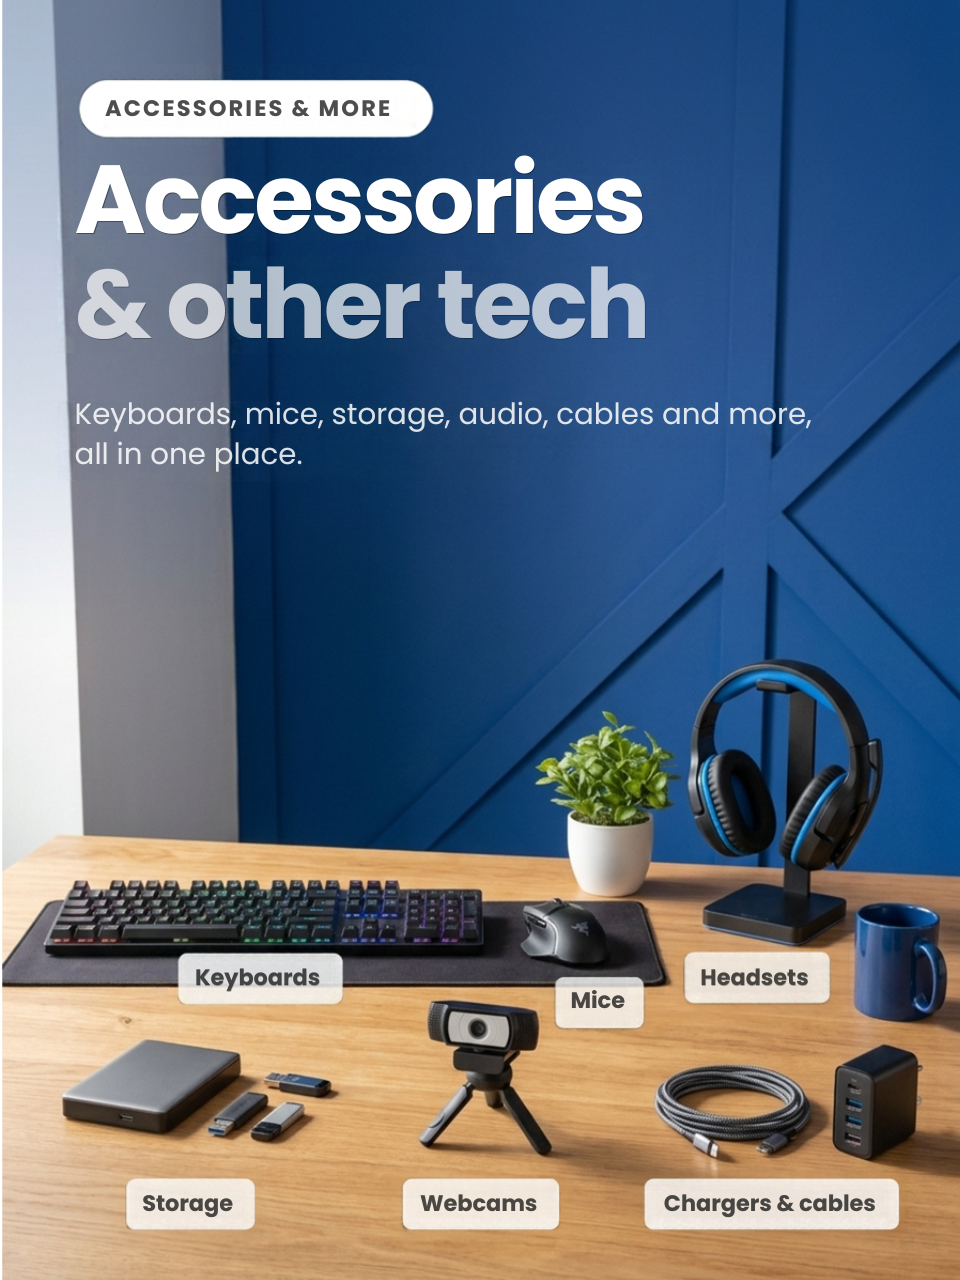 ACCESSORIES & MORE
Accessories
& other tech
Keyboards, mice, storage, audio, cables and more,
all in one place.
Keyboards
Mice
Headsets
Storage
Webcams
Chargers & cables